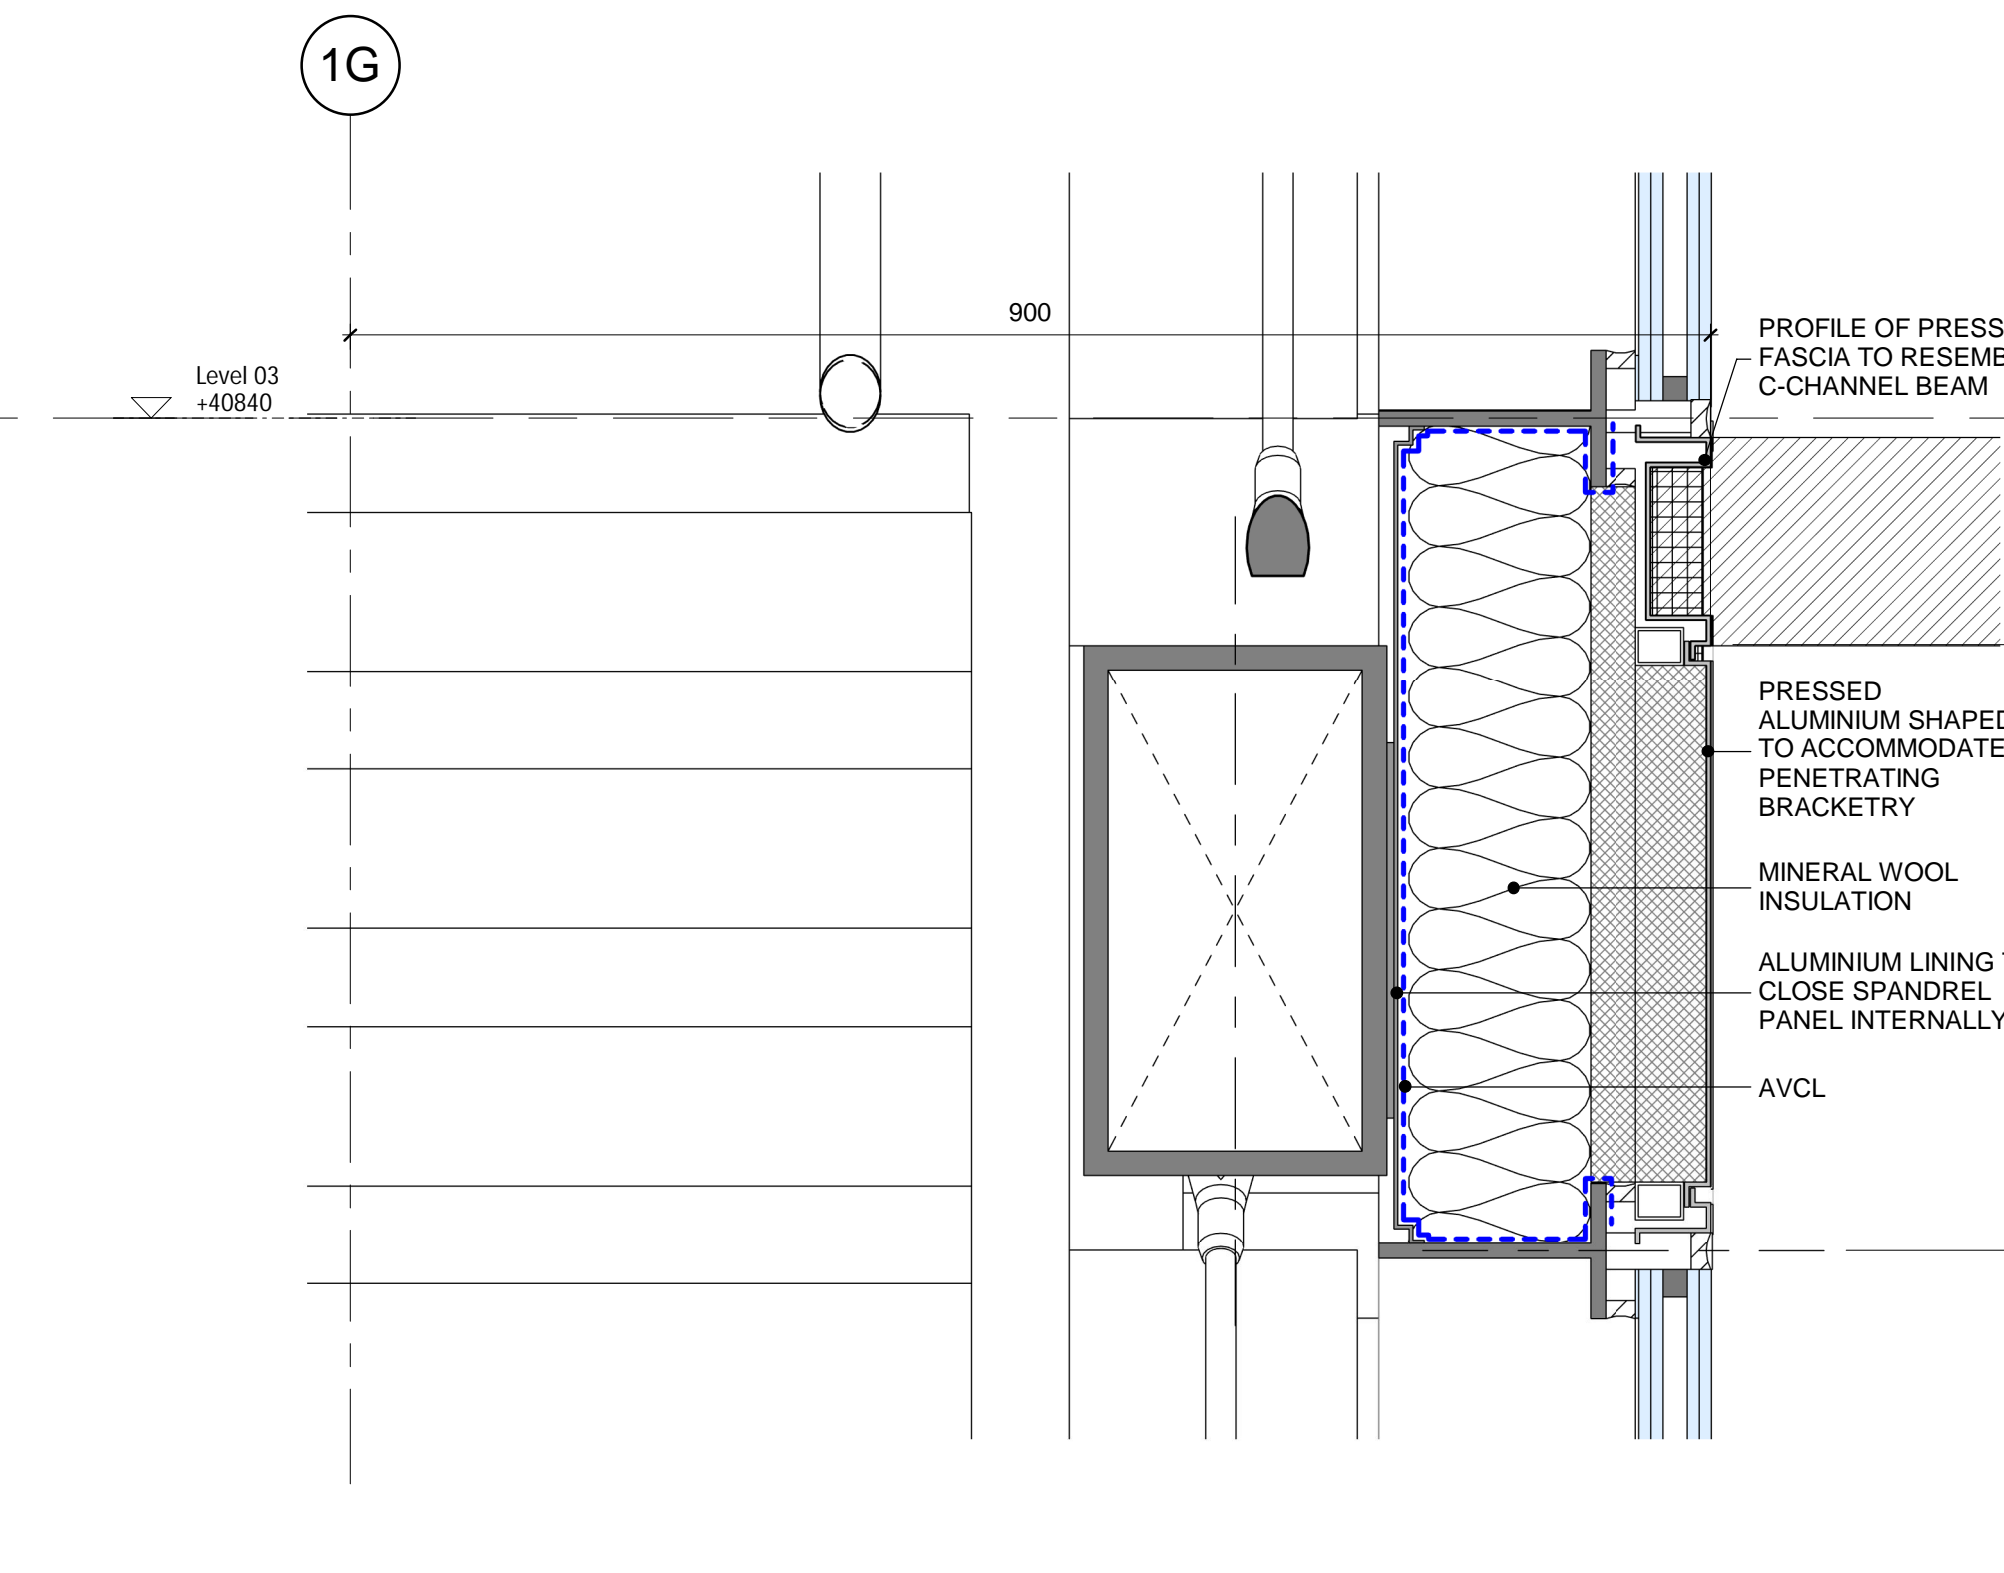 1G
900
Level 03
+40840
PROFILE OF PRESS
FASCIA TO RESEMB
C-CHANNEL BEAM
PRESSED
ALUMINIUM SHAPED
TO ACCOMMODATE
PENETRATING
BRACKETRY
MINERAL WOOL
INSULATION
ALUMINIUM LINING T
CLOSE SPANDREL
PANEL INTERNALLY
AVCL